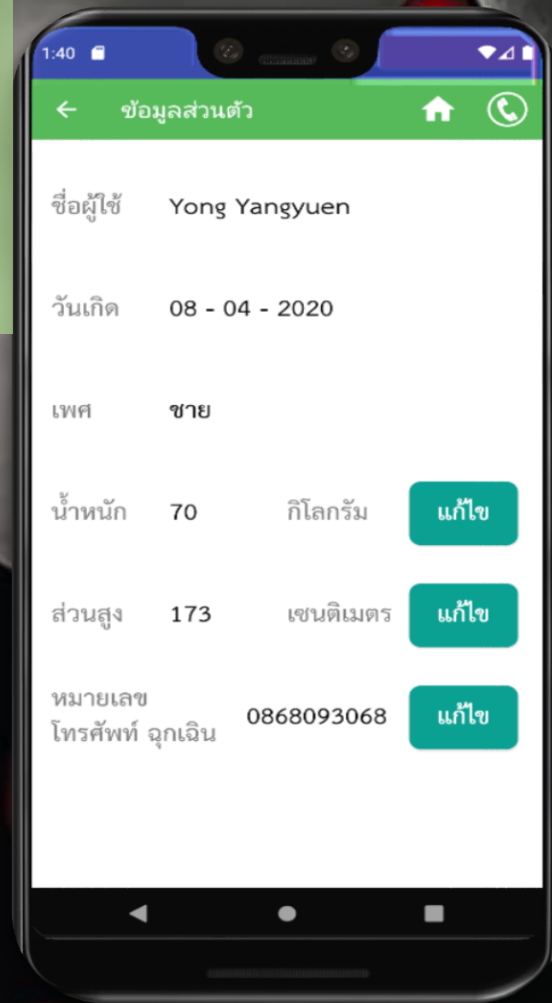 1:40
ข้อมูลส่วนตัว
ชื่อผู้ใช้ Yong Yangyuen
วันเกิด 08 - 04 - 2020
เพศ ชาย
น้ำหนัก 70 กิโลกรัม แก้ไข
ส่วนสูง 173 เซนติเมตร แก้ไข
หมายเลข
โทรศัพท์ ฉุกเฉิน 0868093068 แก้ไข